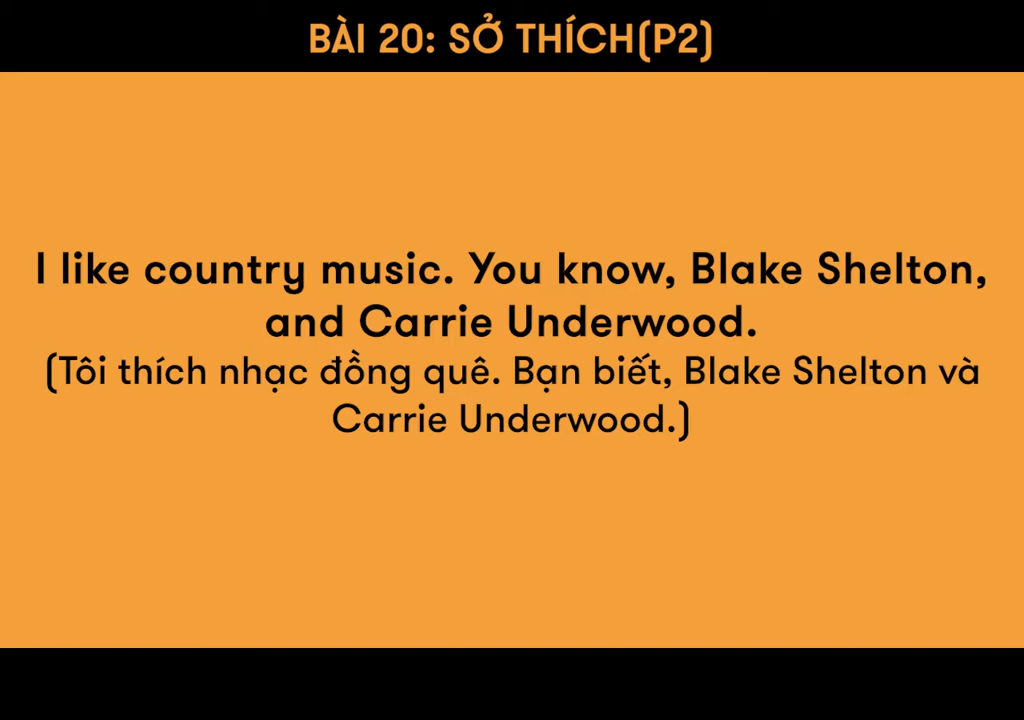 BÀI 20: SỞ THÍCH(P2)
I like country music. You know, Blake Shelton,
and Carrie Underwood.
(Tôi thích nhạc đồng quê. Bạn biết, Blake Shelton và
Carrie Underwood.)